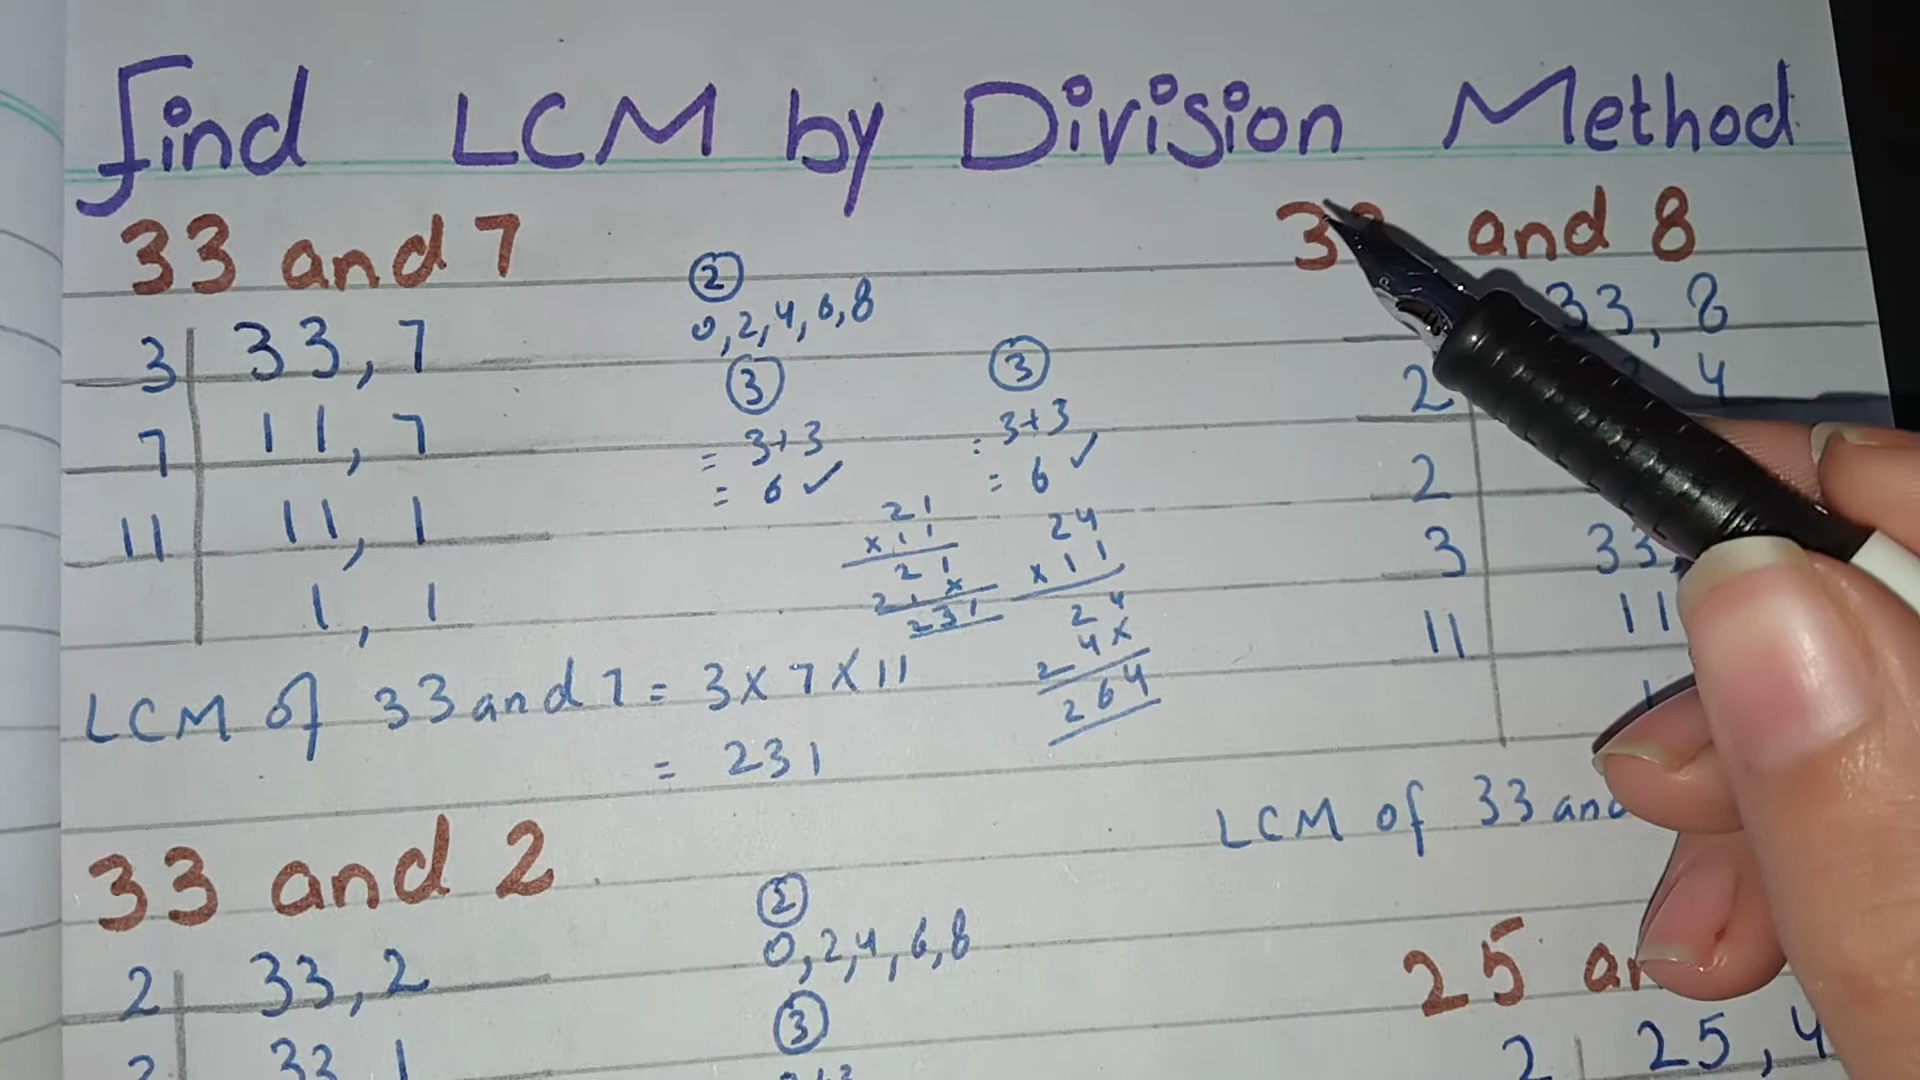 Find LCM by Division Method
33 and 7
3 33, 7
7 11, 7
11 11, 1
1, 1
LCM of 33 and 7 = 3 x 7 x 11
= 231
②
0, 2, 4, 6, 8
③
= 3+3
= 6 ✓
③
= 3+3
= 6 ✓
21
x 11
21
21x
231
24
x 11
24
24x
264
and 8
33, 8
2 4
2
3 33,
11 11
1
LCM of 33 and
33 and 2
2 33, 2
33 1
②
0, 2, 4, 6, 8
③
25
2 25, 4